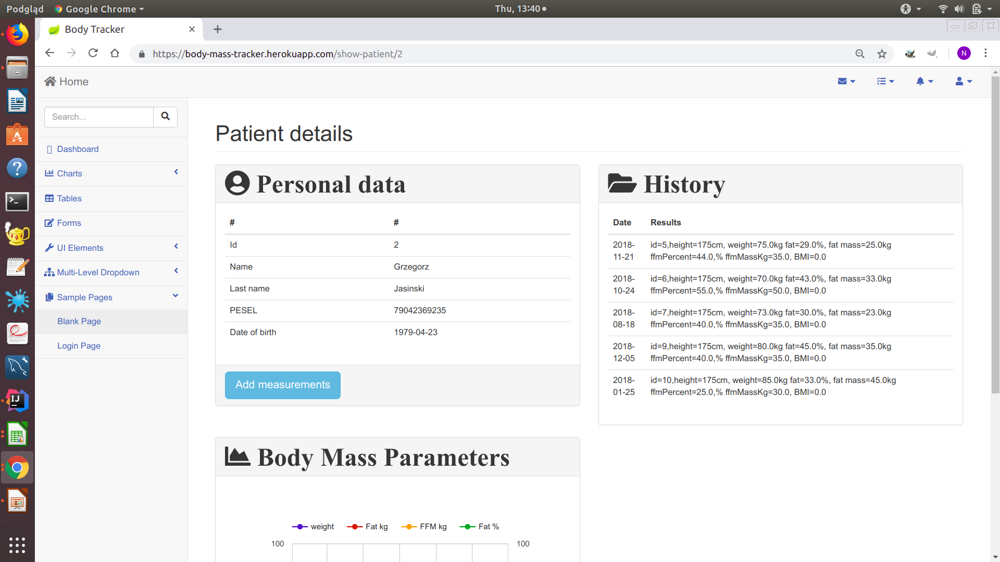 Podgląd
Google Chrome
Thu, 13:40
Body Tracker
https://body-mass-tracker.herokuapp.com/show-patient/2
N
Home
Search...
Dashboard
Charts
Tables
Forms
UI Elements
Multi-Level Dropdown
Sample Pages
Blank Page
Login Page
Patient details
Personal data
# #
Id 2
Name Grzegorz
Last name Jasinski
PESEL 79042369235
Date of birth 1979-04-23
Add measurements
History
Date Results
2018- id=5,height=175cm, weight=75.0kg fat=29.0%, fat mass=25.0kg
11-21 ffmPercent=44.0,% ffmMassKg=35.0, BMI=0.0
2018- id=6,height=175cm, weight=70.0kg fat=43.0%, fat mass=33.0kg
10-24 ffmPercent=55.0,% ffmMassKg=50.0, BMI=0.0
2018- id=7,height=175cm, weight=73.0kg fat=30.0%, fat mass=23.0kg
08-18 ffmPercent=40.0,% ffmMassKg=35.0, BMI=0.0
2018- id=9,height=175cm, weight=80.0kg fat=45.0%, fat mass=35.0kg
12-05 ffmPercent=40.0,% ffmMassKg=35.0, BMI=0.0
2018- id=10,height=175cm, weight=85.0kg fat=33.0%, fat mass=45.0kg
01-25 ffmPercent=25.0,% ffmMassKg=30.0, BMI=0.0
Body Mass Parameters
weight Fat kg FFM kg Fat %
100 100